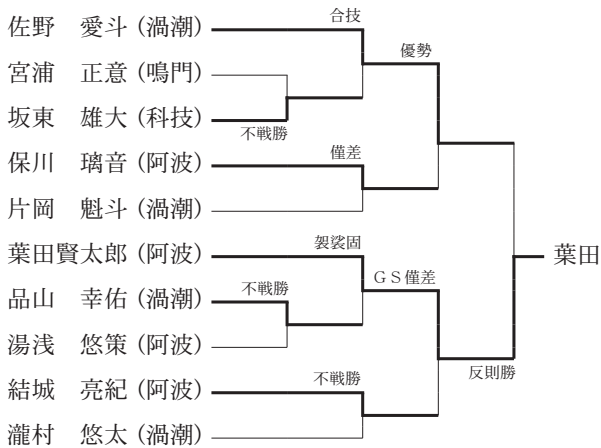 佐野　愛斗 (渦潮)
合技
優勢
宮浦　正意 (鳴門)
坂東　雄大 (科技)
不戦勝
保川　璃音 (阿波)
僅差
片岡　魁斗 (渦潮)
葉田賢太郎 (阿波)
袈裟固
葉田
品山　幸佑 (渦潮)
不戦勝
ＧＳ僅差
湯浅　悠策 (阿波)
結城　亮紀 (阿波)
不戦勝
反則勝
瀧村　悠太 (渦潮)